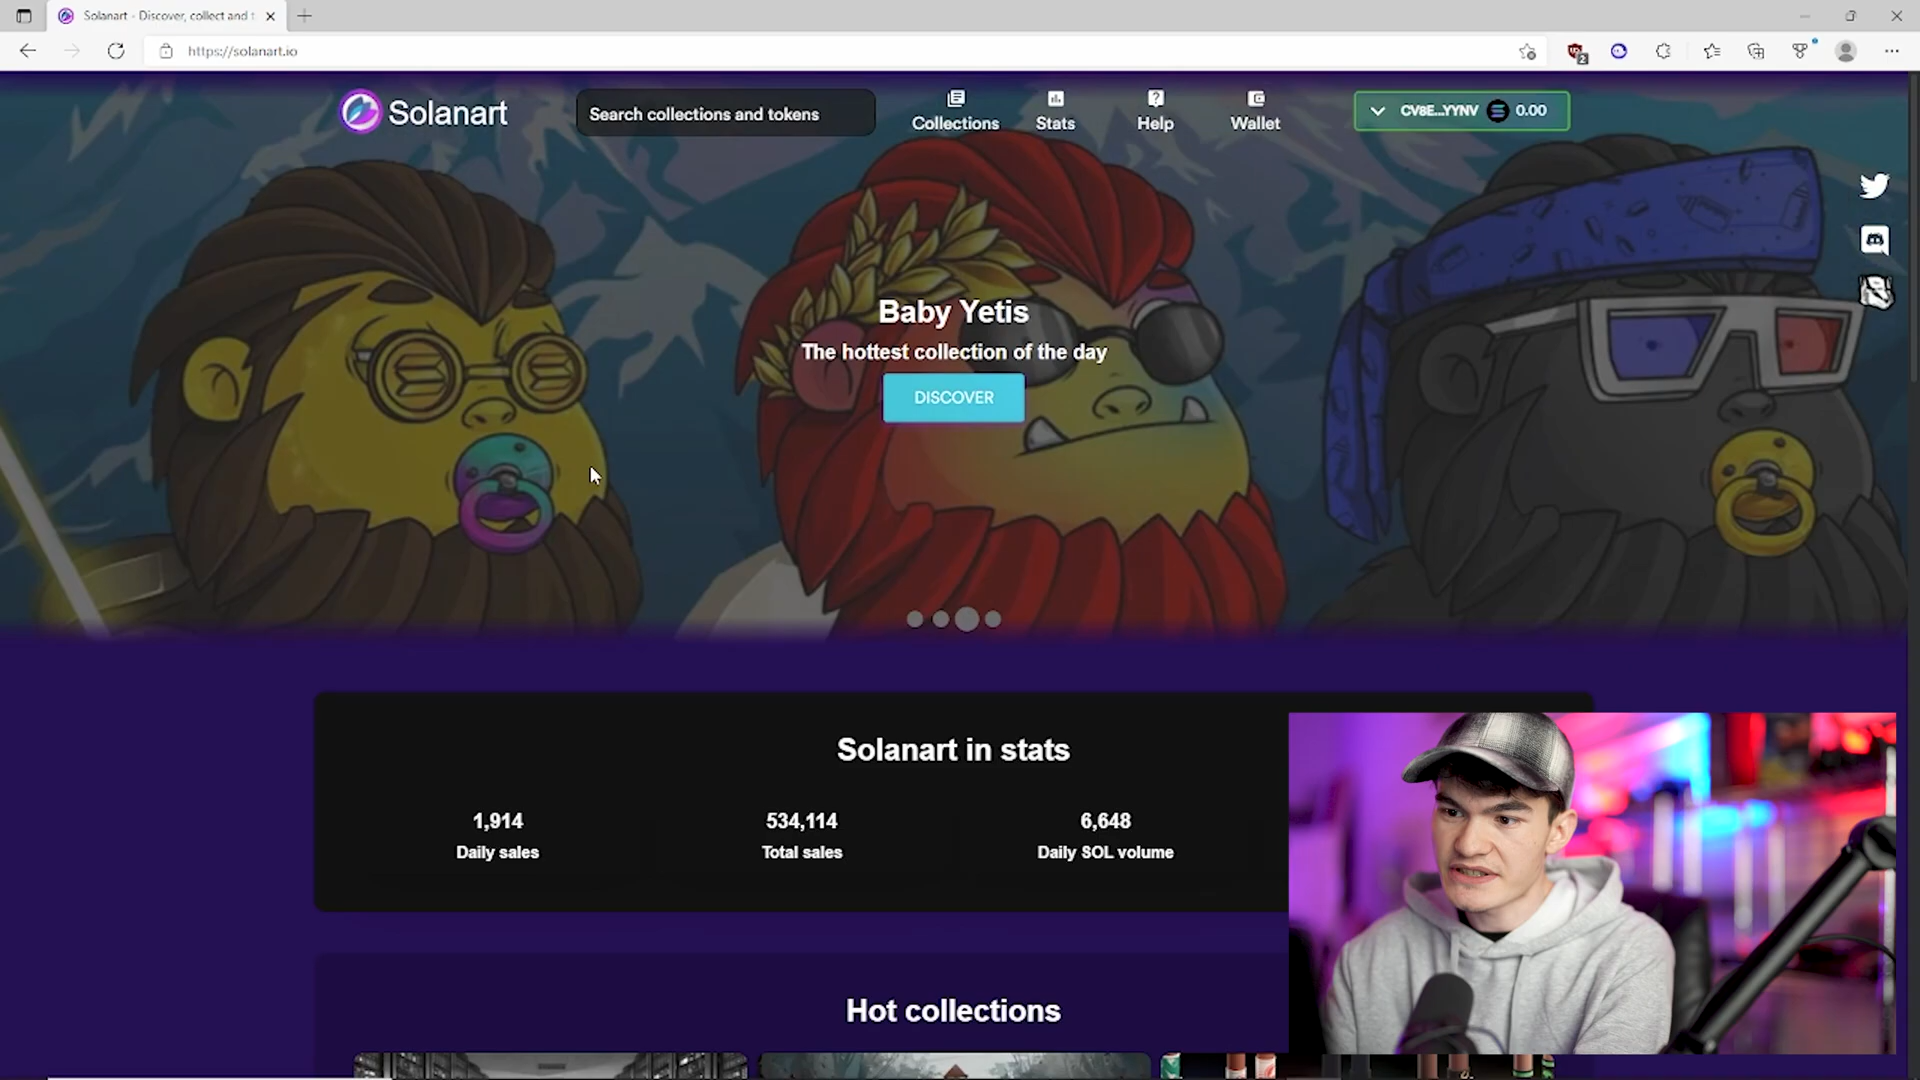 Solanart - Discover, collect and t
https://solanart.io
2
Solanart
Search collections and tokens
Collections
Stats
Help
Wallet
CV8E...YYNV
0.00
Baby Yetis
The hottest collection of the day
DISCOVER
Solanart in stats
1,914
534,114
6,648
Daily sales
Total sales
Daily SOL volume
Hot collections